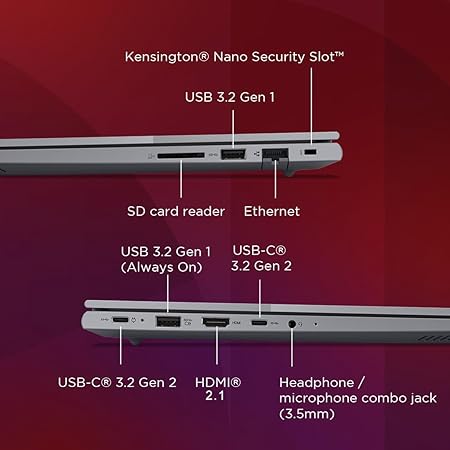 Kensington® Nano Security Slot™
USB 3.2 Gen 1
SD card reader
Ethernet
USB 3.2 Gen 1
(Always On)
USB-C®
3.2 Gen 2
HDMI
USB-C® 3.2 Gen 2
HDMI®
2.1
Headphone /
microphone combo jack
(3.5mm)